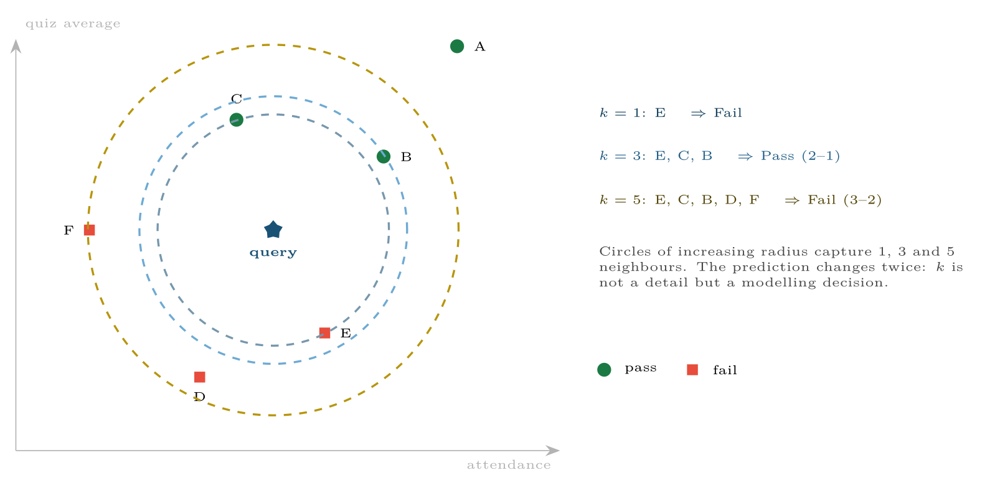 quiz average
A
C
B
F
query
E
D
attendance
k = 1: E ⇒ Fail
k = 3: E, C, B ⇒ Pass (2–1)
k = 5: E, C, B, D, F ⇒ Fail (3–2)
Circles of increasing radius capture 1, 3 and 5
neighbours. The prediction changes twice: k is
not a detail but a modelling decision.
pass
fail